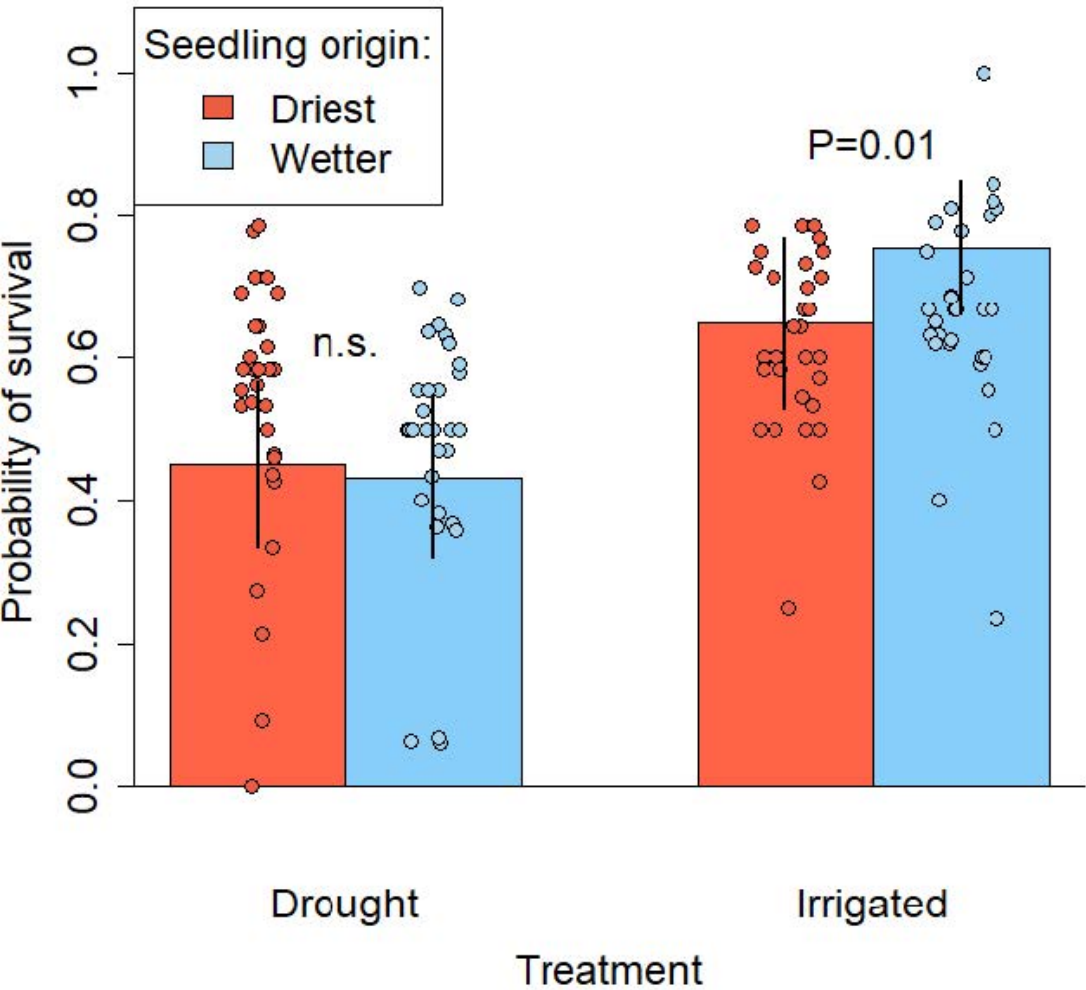 Seedling origin:
Driest
Wetter
P=0.01
n.s.
Probability of survival
1.0
0.8
0.6
0.4
0.2
0.0
Drought
Irrigated
Treatment